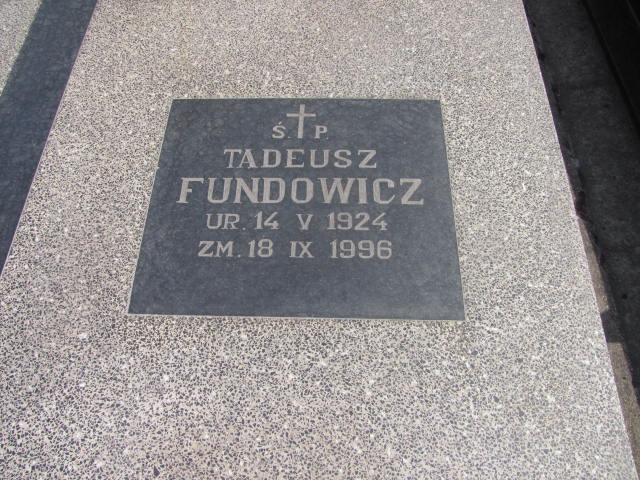 Ś.P
TADEUSZ
FUNDOWICZ
UR. 14 V 1924
ZM. 18 IX 1996